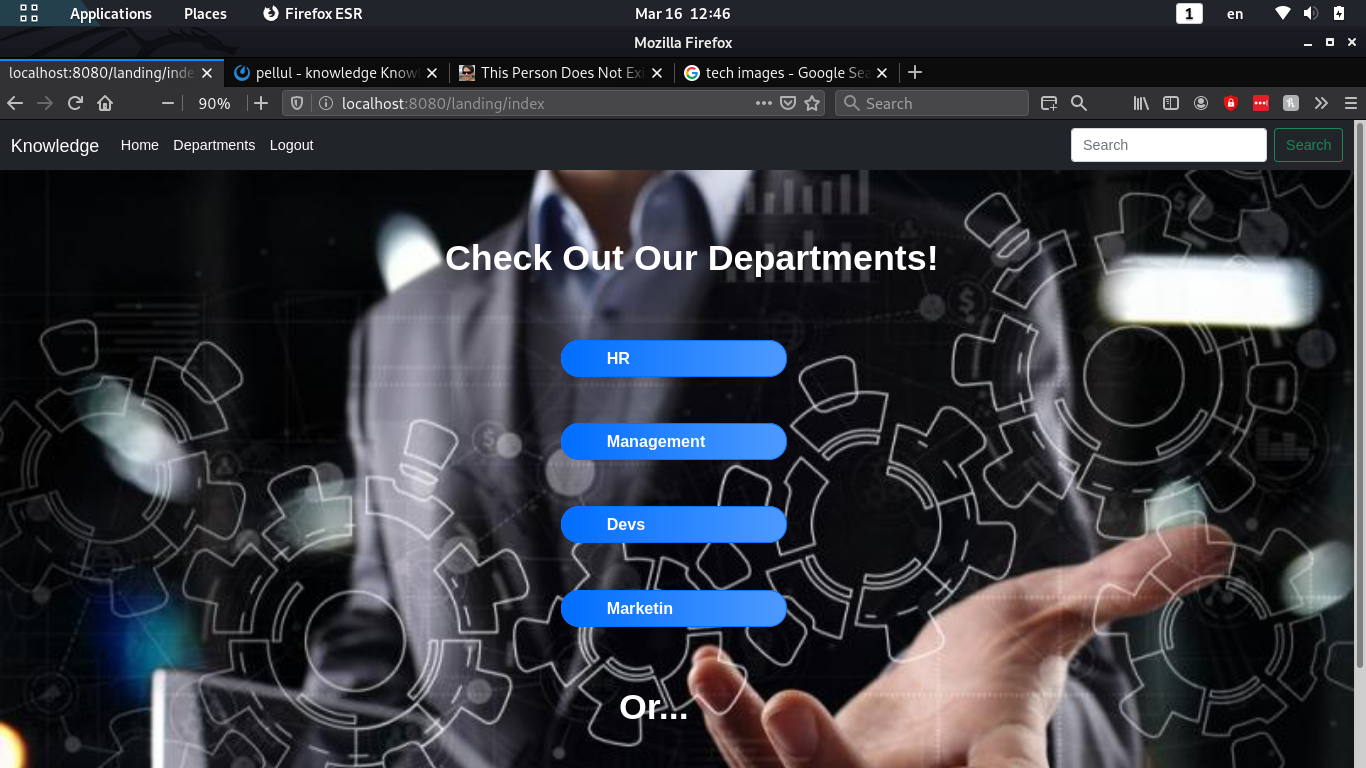 Applications Places Firefox ESR Mar 16 12:46 1 en
Mozilla Firefox
localhost:8080/landing/inde pellul - knowledge Know This Person Does Not Exi tech images - Google Sea
90% localhost:8080/landing/index Search
Knowledge Home Departments Logout Search Search
Check Out Our Departments!
HR
Management
Devs
Marketin
Or...